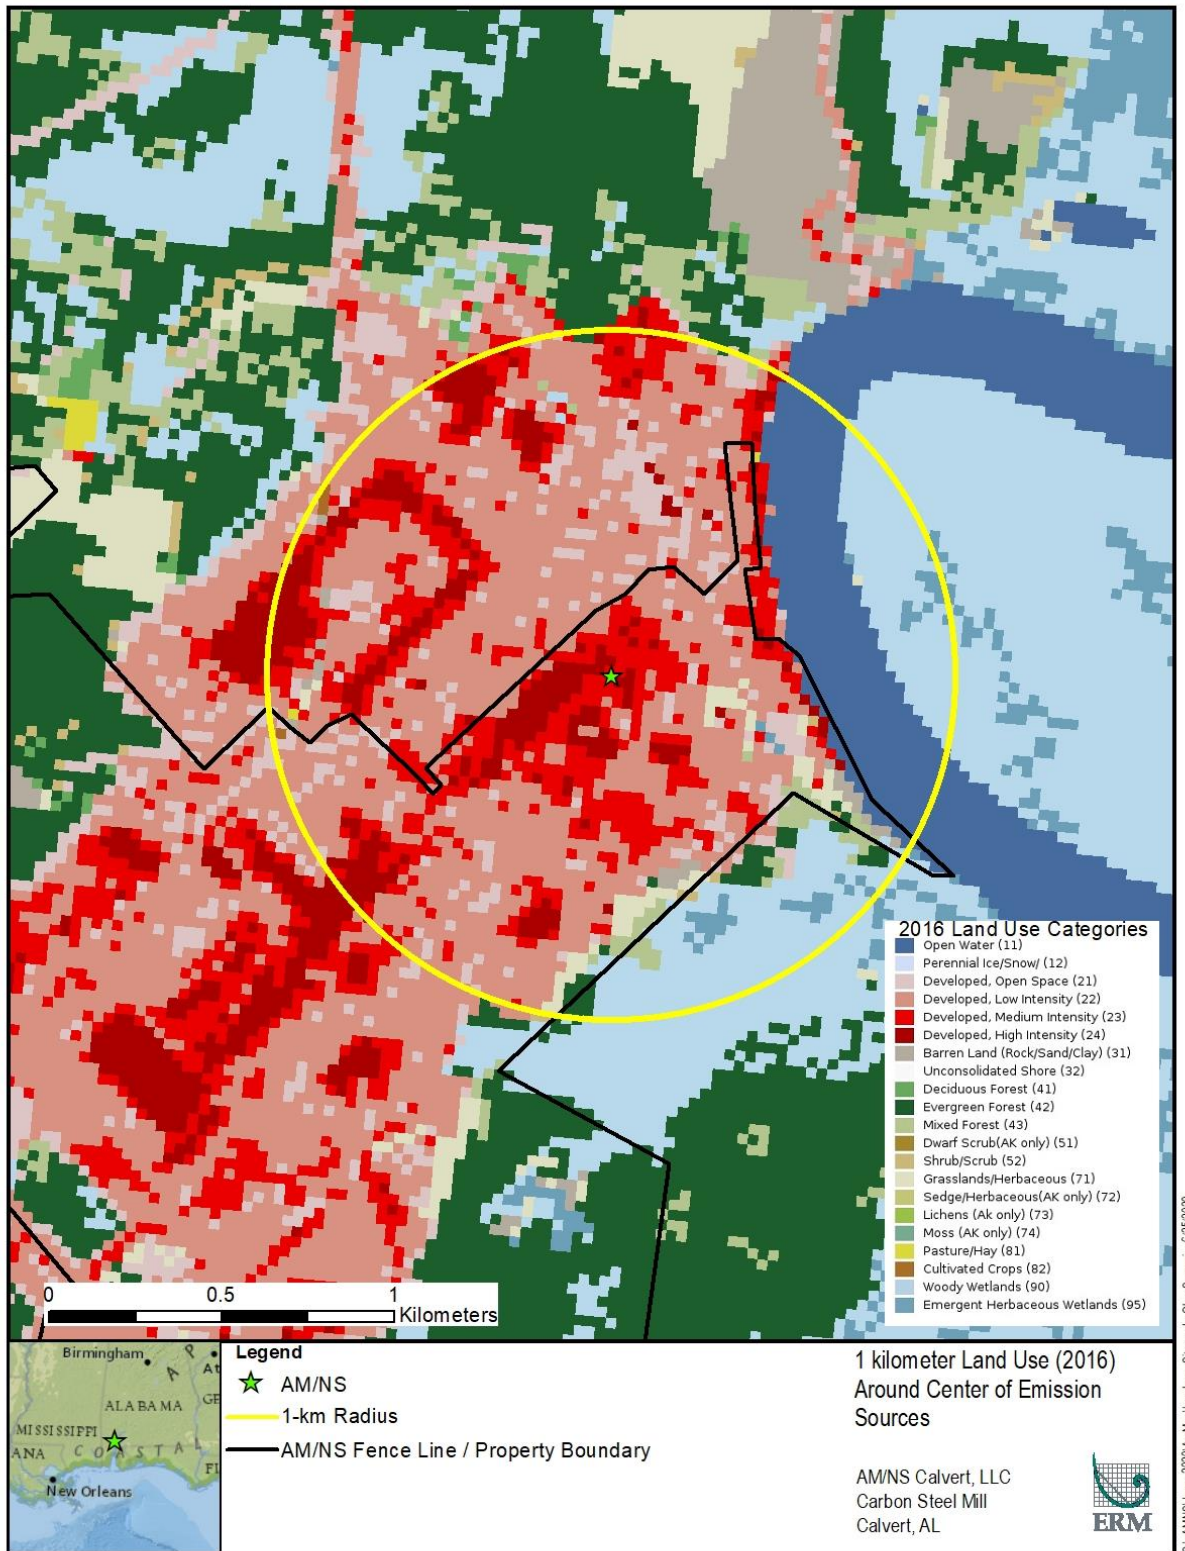 2016 Land Use Categories
Open Water (11)
Perennial Ice/Snow/ (12)
Developed, Open Space (21)
Developed, Low Intensity (22)
Developed, Medium Intensity (23)
Developed, High Intensity (24)
Barren Land (Rock/Sand/Clay) (31)
Unconsolidated Shore (32)
Deciduous Forest (41)
Evergreen Forest (42)
Mixed Forest (43)
Dwarf Scrub(AK only) (51)
Shrub/Scrub (52)
Grasslands/Herbaceous (71)
Sedge/Herbaceous(AK only) (72)
Lichens (Ak only) (73)
Moss (AK only) (74)
Pasture/Hay (81)
Cultivated Crops (82)
Woody Wetlands (90)
Emergent Herbaceous Wetlands (95)
0 0.5 1
Kilometers
Birmingham
A P
At
ALABAMA
GE
MISSISSIPPI
ANA
COASTAL
FL
New Orleans
Legend
AM/NS
1-km Radius
AM/NS Fence Line / Property Boundary
1 kilometer Land Use (2016)
Around Center of Emission
Sources
AM/NS Calvert, LLC
Carbon Steel Mill
Calvert, AL
ERM